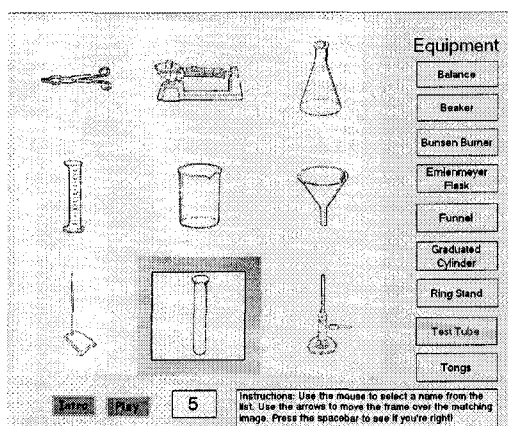 Equipment
Balance
Beaker
Bunsen Burner
Erlenmeyer
Flask
Funnel
Graduated
Cylinder
Ring Stand
Test Tube
Tongs
Intro
Play
5
Instructions: Use the mouse to select a name from the
list. Use the arrows to move the frame over the matching
image. Press the spacebar to see if you're right!